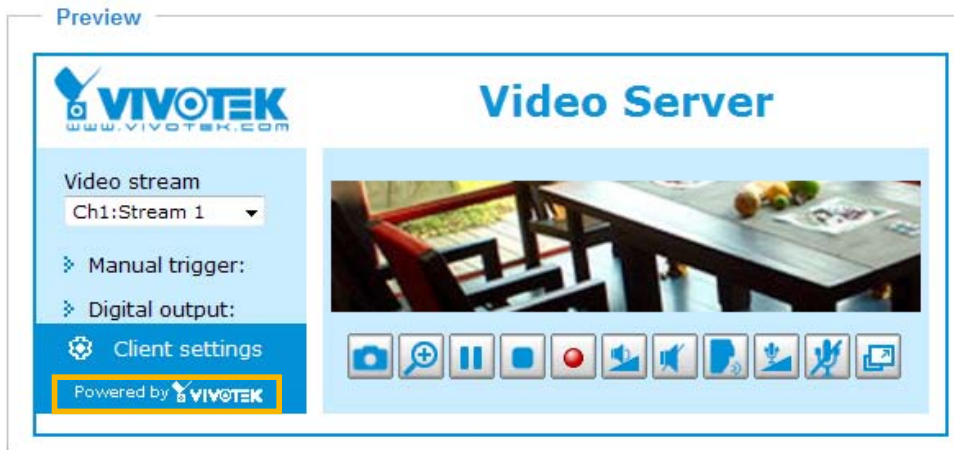 Preview
VIVOTEK
www.vivotek.com
Video Server
Video stream
Ch1:Stream 1
Manual trigger:
Digital output:
Client settings
Powered by VIVOTEK